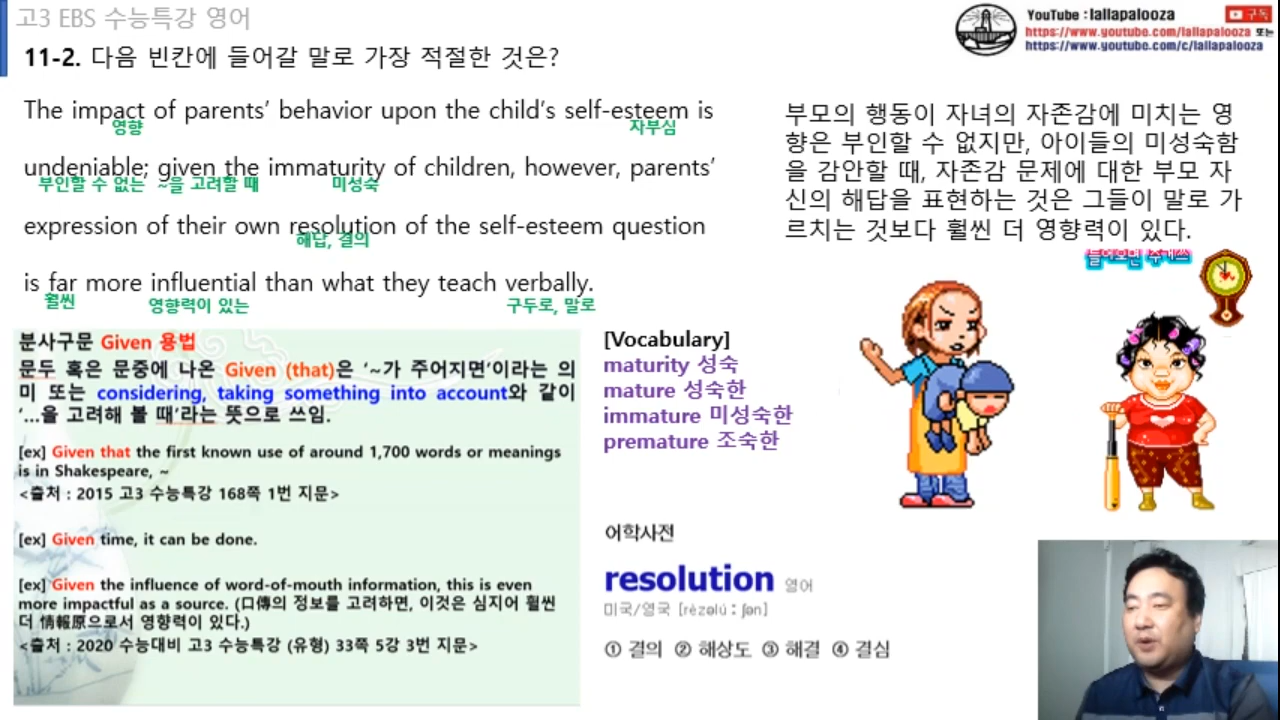 고3 EBS 수능특강 영어
YouTube : lallapalooza
구독
https://www.youtube.com/lallapalooza 또는
https://www.youtube.com/c/lallapalooza
11-2. 다음 빈칸에 들어갈 말로 가장 적절한 것은?
The impact of parents’ behavior upon the child’s self-esteem is
영향 자부심
undeniable; given the immaturity of children, however, parents’
부인할 수 없는 ~을 고려할 때 미성숙
expression of their own resolution of the self-esteem question
해답, 결의
is far more influential than what they teach verbally.
훨씬 영향력이 있는 구두로, 말로
부모의 행동이 자녀의 자존감에 미치는 영
향은 부인할 수 없지만, 아이들의 미성숙함
을 감안할 때, 자존감 문제에 대한 부모 자
신의 해답을 표현하는 것은 그들이 말로 가
르치는 것보다 훨씬 더 영향력이 있다.
분사구문 Given 용법
문두 혹은 문중에 나온 Given (that)은 ‘~가 주어지면’이라는 의
미 또는 considering, taking something into account와 같이
‘...을 고려해 볼 때’라는 뜻으로 쓰임.
[ex] Given that the first known use of around 1,700 words or meanings
is in Shakespeare, ~
<출처 : 2015 고3 수능특강 168쪽 1번 지문>
[ex] Given time, it can be done.
[ex] Given the influence of word-of-mouth information, this is even
more impactful as a source. (口傳의 정보를 고려하면, 이것은 심지어 훨씬
더 情報原으로서 영향력이 있다.)
<출처 : 2020 수능대비 고3 수능특강 (유형) 33쪽 5강 3번 지문>
[Vocabulary]
maturity 성숙
mature 성숙한
immature 미성숙한
premature 조숙한
어학사전
resolution 영어
미국/영국 [rèzəlúːʃən]
① 결의 ② 해상도 ③ 해결 ④ 결심